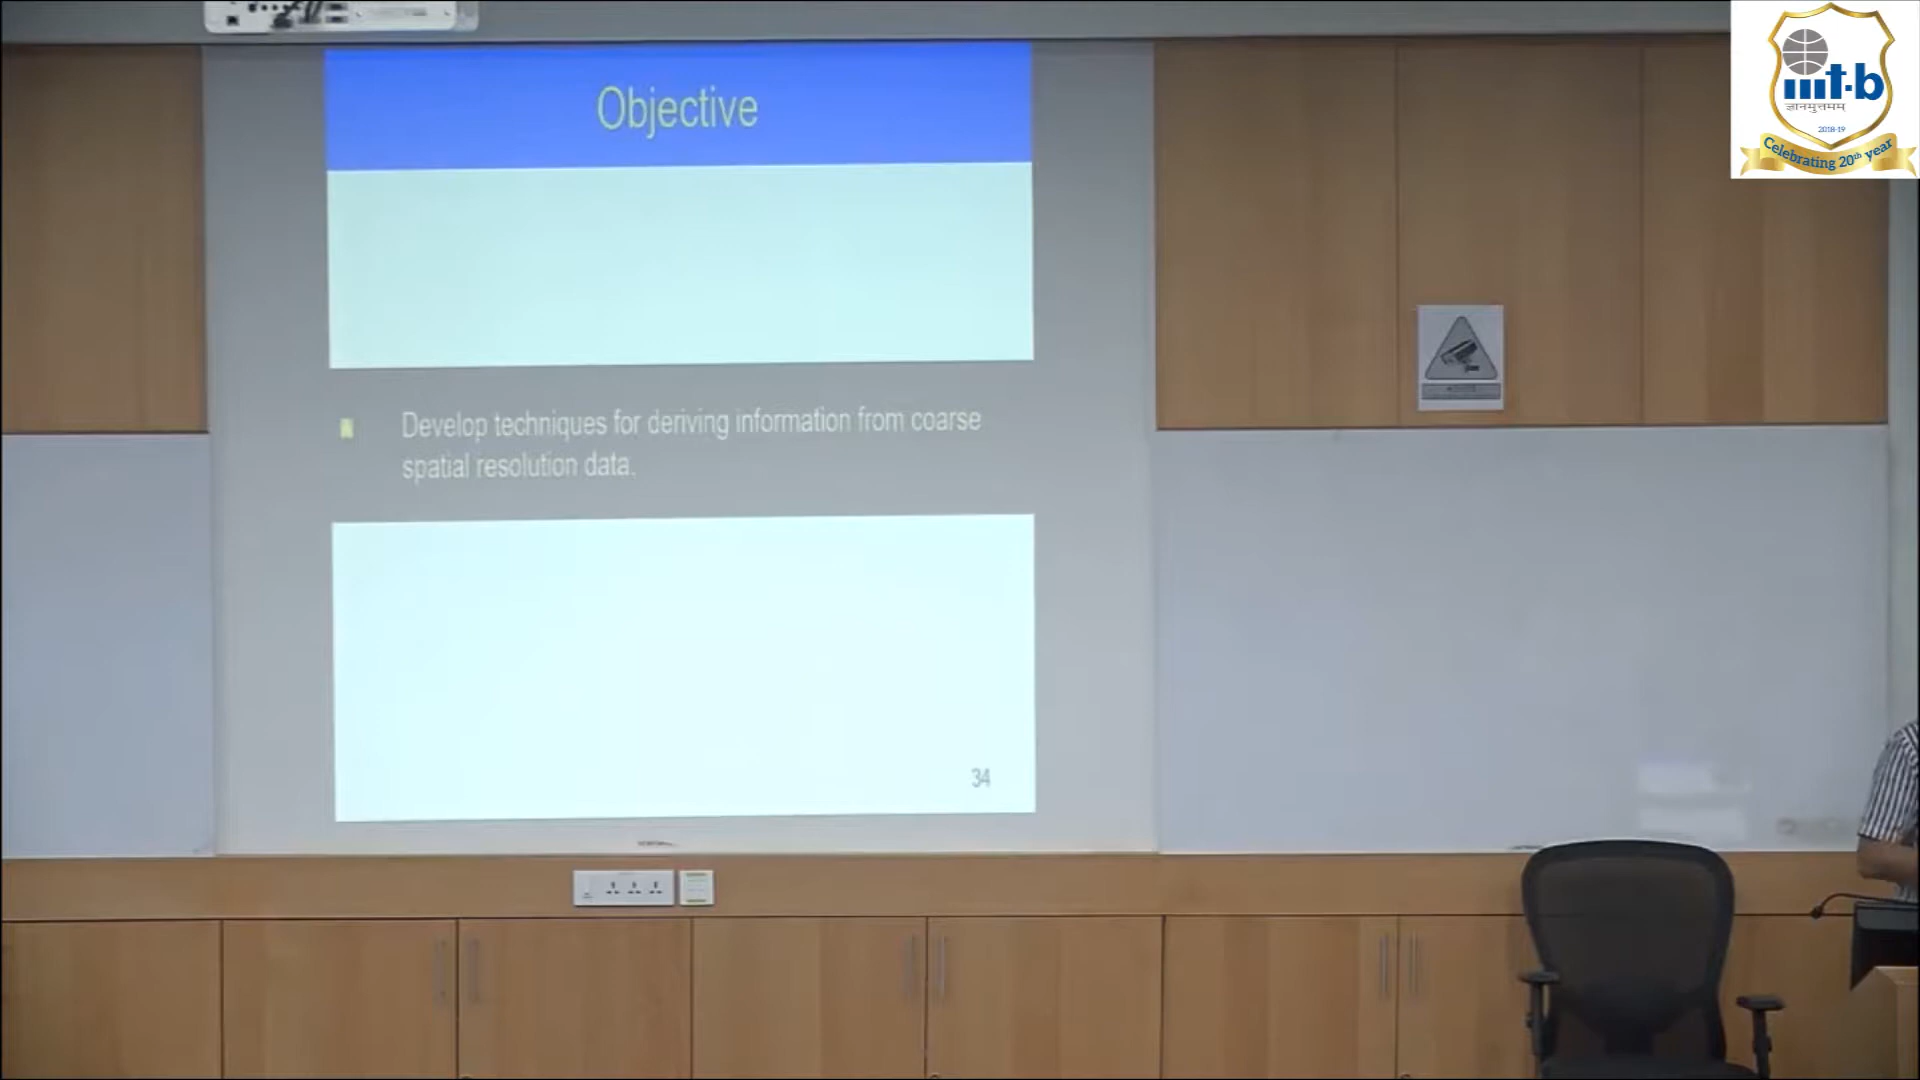 Objective
Develop techniques for deriving information from coarse
spatial resolution data.
34
iiit-b
ज्ञानमुत्तमम
2018-19
Celebrating 20th year